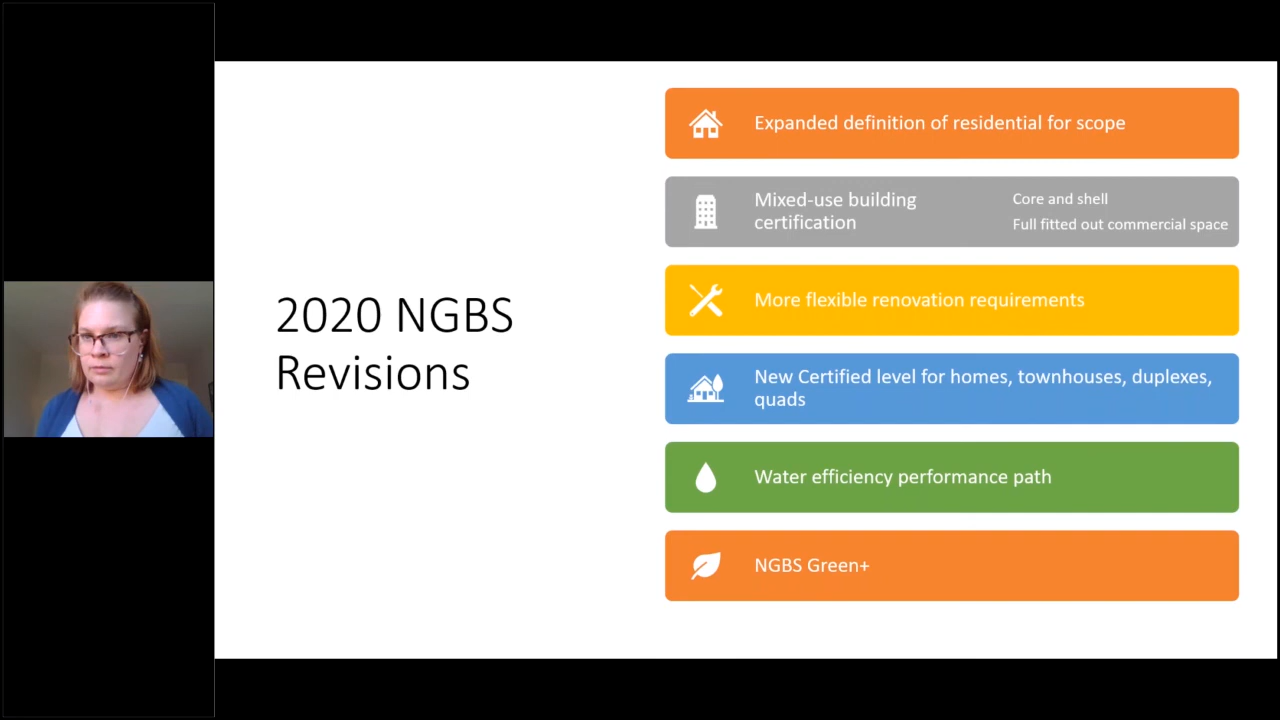 2020 NGBS
Revisions
Expanded definition of residential for scope
Mixed-use building
certification
Core and shell
Full fitted out commercial space
More flexible renovation requirements
New Certified level for homes, townhouses, duplexes,
quads
Water efficiency performance path
NGBS Green+